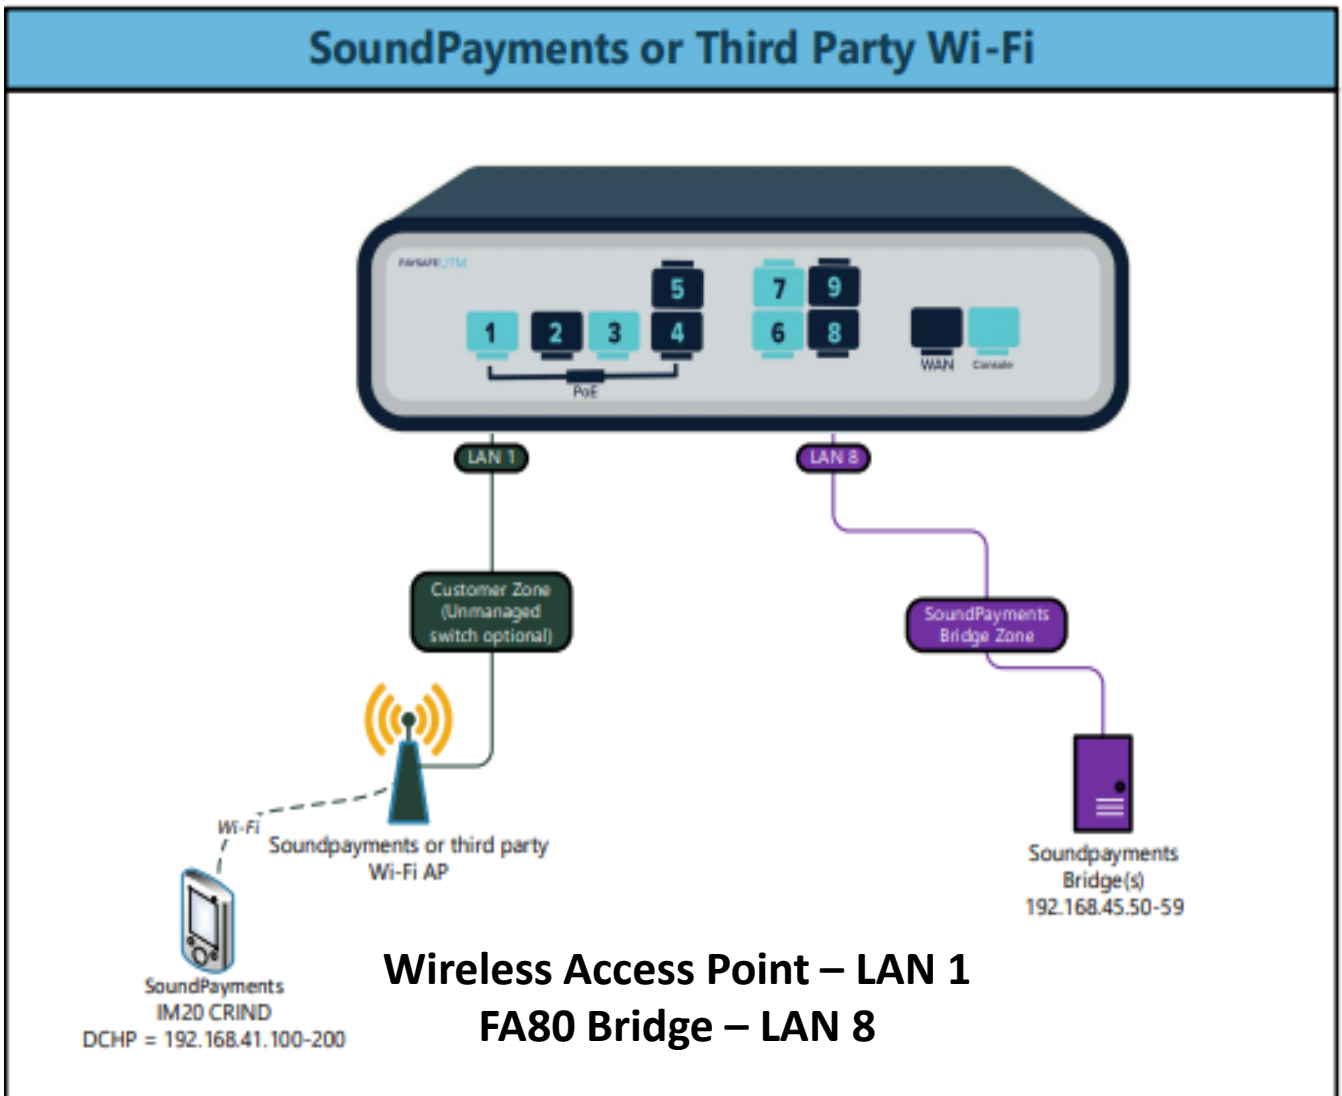 SoundPayments or Third Party Wi-Fi
PAYSAFEUTM
5
7
9
1
2
3
4
6
8
WAN
Console
PoE
LAN 1
LAN 8
Customer Zone
(Unmanaged
switch optional)
SoundPayments
Bridge Zone
Wi-Fi
Soundpayments or third party
Wi-Fi AP
Soundpayments
Bridge(s)
192.168.45.50-59
SoundPayments
IM20 CRIND
DCHP = 192.168.41.100-200
Wireless Access Point – LAN 1
FA80 Bridge – LAN 8